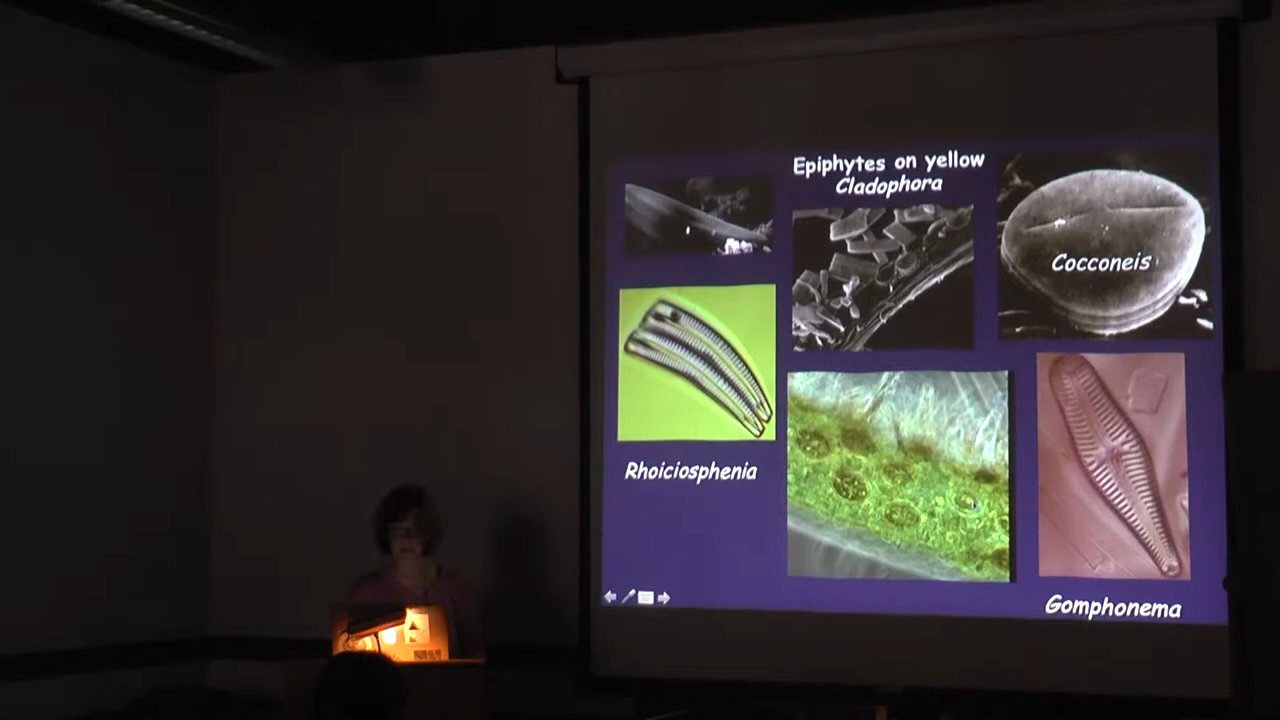 Epiphytes on yellow
Cladophora
Cocconeis
Rhoiciosphenia
Gomphonema